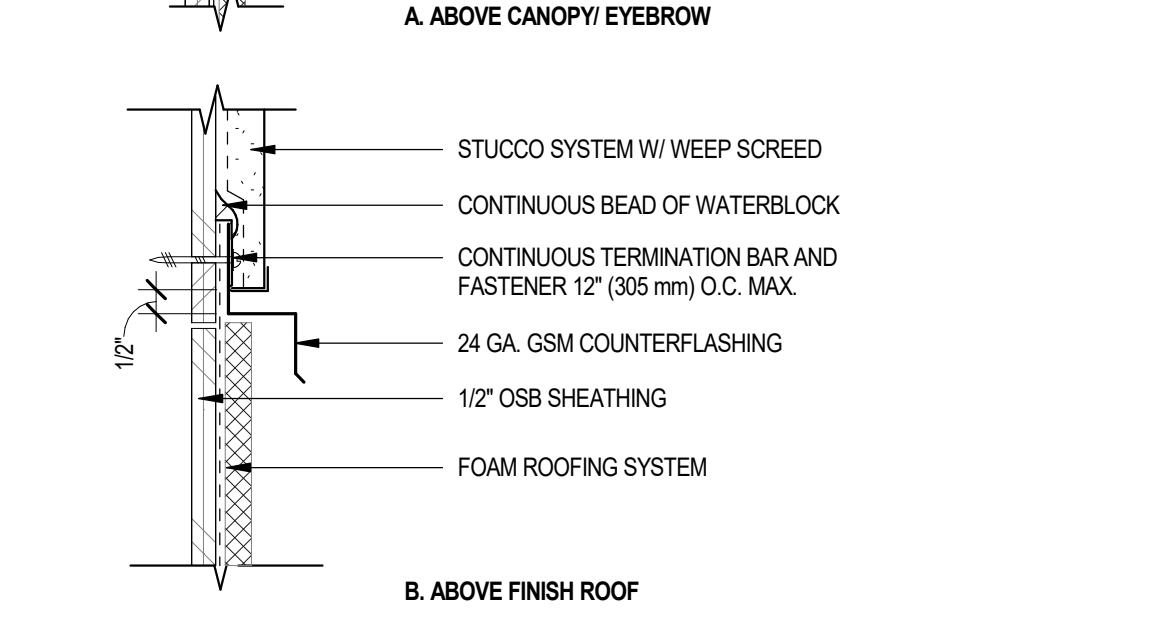 A. ABOVE CANOPY/ EYEBROW
STUCCO SYSTEM W/ WEEP SCREED
CONTINUOUS BEAD OF WATERBLOCK
CONTINUOUS TERMINATION BAR AND
FASTENER 12" (305 mm) O.C. MAX.
1/2"
24 GA. GSM COUNTERFLASHING
1/2" OSB SHEATHING
FOAM ROOFING SYSTEM
B. ABOVE FINISH ROOF